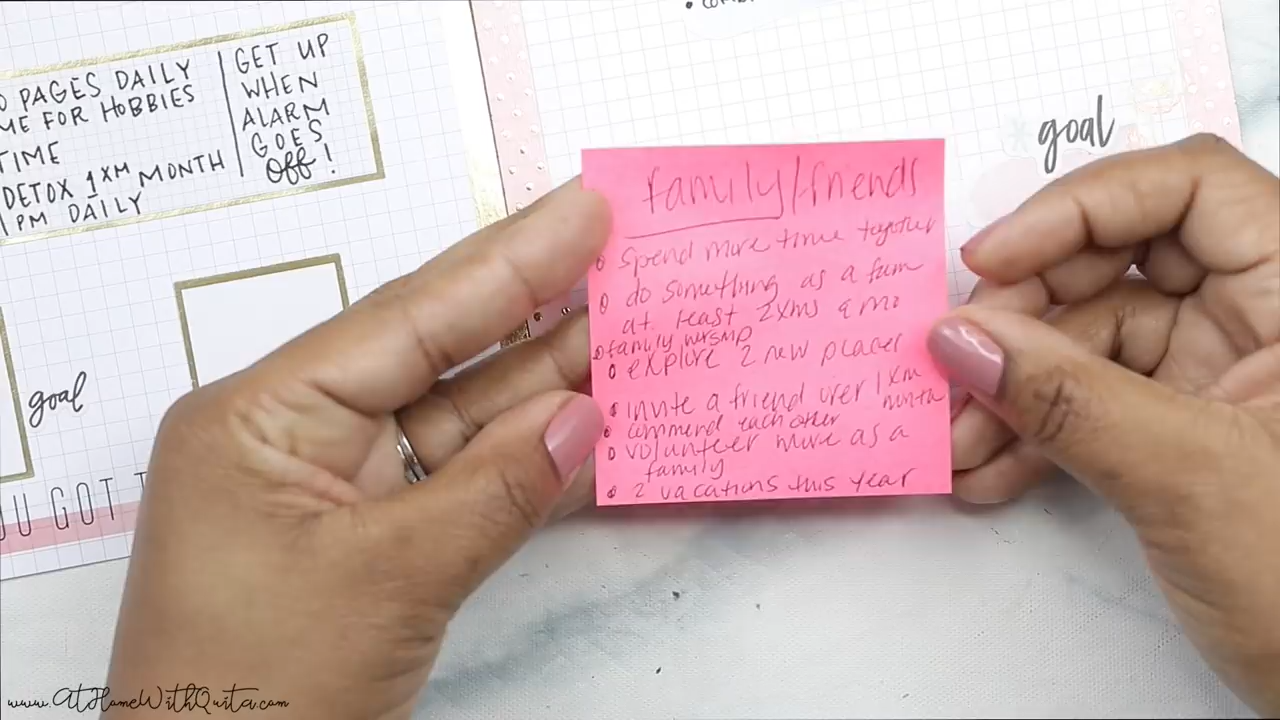 PAGES DAILY
ME FOR HOBBIES
TIME
DETOX 1XM MONTH
PM DAILY
GET UP
WHEN
ALARM
GOES
OFF!
goal
GOT
goal
family/friends
spend more time together
do something as a fam
at least 2xms a mo
family
explore 2 new places
invite a friend over 1xm
month
commend each other
volunteer more as a
family
2 vacations this year
www.AtHomeWithQuita.com